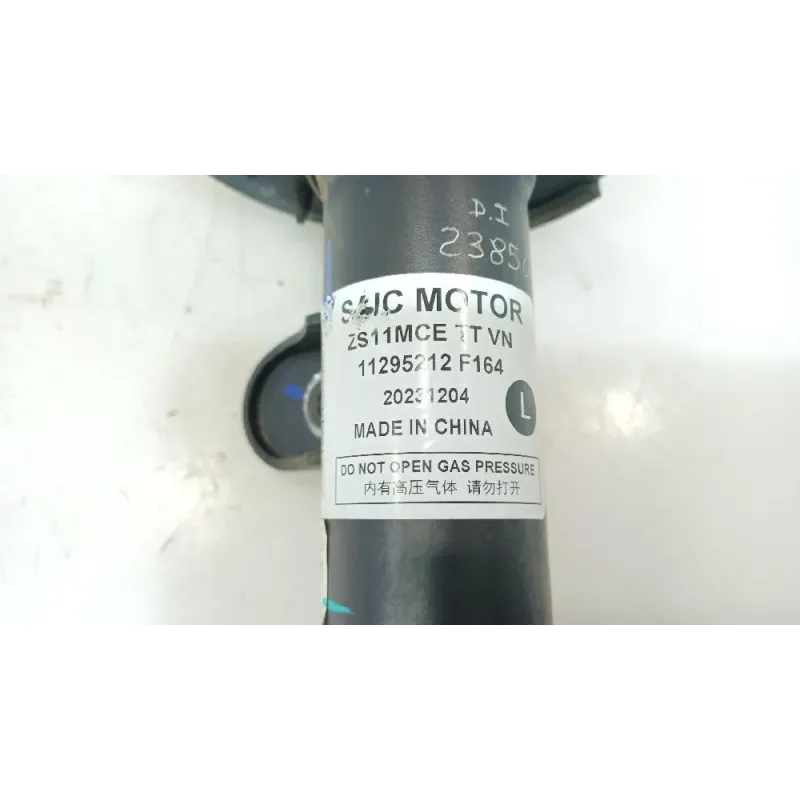 D.I
2385
SAIC MOTOR
ZS11MCE TT VN
11295212 F164
20231204
L
MADE IN CHINA
DO NOT OPEN GAS PRESSURE
内有高压气体 请勿打开